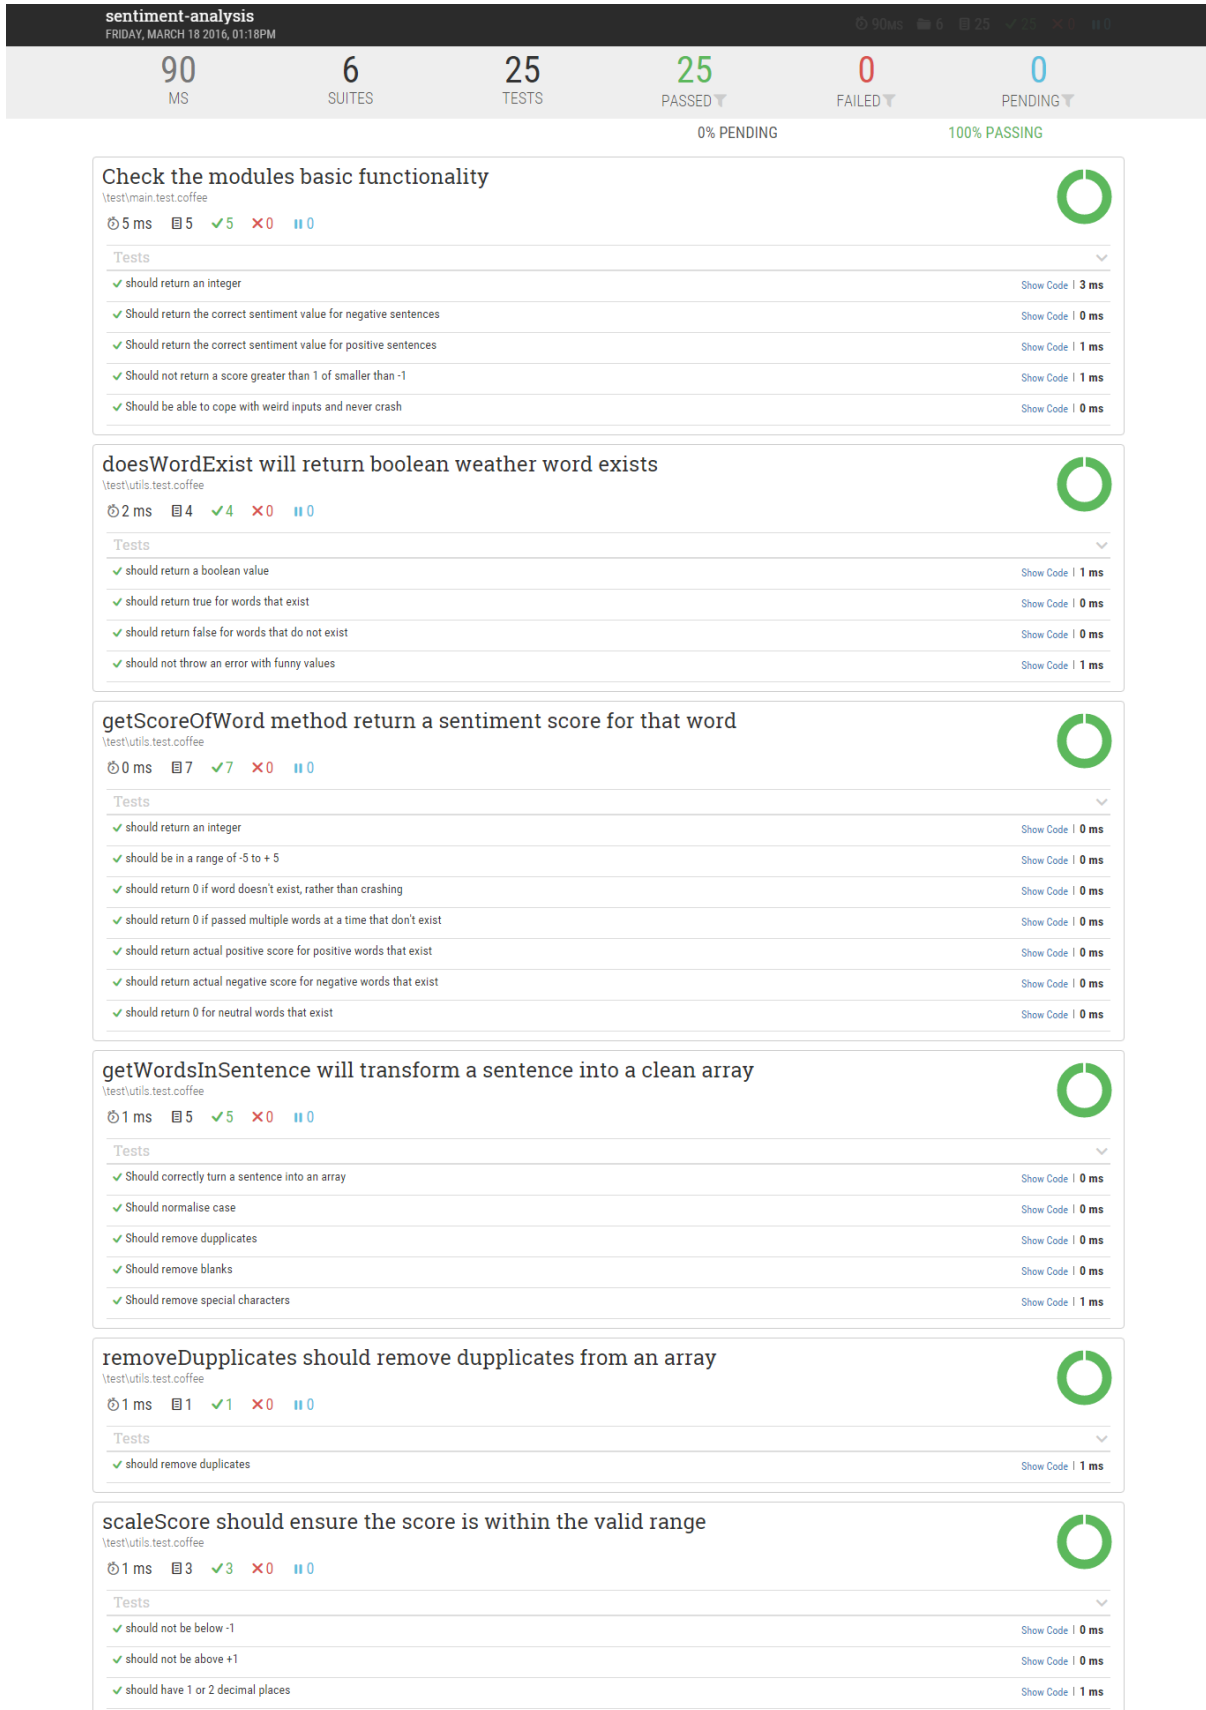 sentiment-analysis
FRIDAY, MARCH 18 2016, 01:18PM
90MS 6 25 25 0 0
90 6 25 25 0 0
MS SUITES TESTS PASSED FAILED PENDING
0% PENDING 100% PASSING
Check the modules basic functionality
\test\main.test.coffee
5 ms 5 5 0 0
Tests
should return an integer Show Code | 3 ms
Should return the correct sentiment value for negative sentences Show Code | 0 ms
Should return the correct sentiment value for positive sentences Show Code | 1 ms
Should not return a score greater than 1 of smaller than -1 Show Code | 1 ms
Should be able to cope with weird inputs and never crash Show Code | 0 ms
doesWordExist will return boolean weather word exists
\test\utils.test.coffee
2 ms 4 4 0 0
Tests
should return a boolean value Show Code | 1 ms
should return true for words that exist Show Code | 0 ms
should return false for words that do not exist Show Code | 0 ms
should not throw an error with funny values Show Code | 1 ms
getScoreOfWord method return a sentiment score for that word
\test\utils.test.coffee
0 ms 7 7 0 0
Tests
should return an integer Show Code | 0 ms
should be in a range of -5 to + 5 Show Code | 0 ms
should return 0 if word doesn't exist, rather than crashing Show Code | 0 ms
should return 0 if passed multiple words at a time that don't exist Show Code | 0 ms
should return actual positive score for positive words that exist Show Code | 0 ms
should return actual negative score for negative words that exist Show Code | 0 ms
should return 0 for neutral words that exist Show Code | 0 ms
getWordsInSentence will transform a sentence into a clean array
\test\utils.test.coffee
1 ms 5 5 0 0
Tests
Should correctly turn a sentence into an array Show Code | 0 ms
Should normalise case Show Code | 0 ms
Should remove dupplicates Show Code | 0 ms
Should remove blanks Show Code | 0 ms
Should remove special characters Show Code | 1 ms
removeDupplicates should remove dupplicates from an array
\test\utils.test.coffee
1 ms 1 1 0 0
Tests
should remove duplicates Show Code | 1 ms
scaleScore should ensure the score is within the valid range
\test\utils.test.coffee
1 ms 3 3 0 0
Tests
should not be below -1 Show Code | 0 ms
should not be above +1 Show Code | 0 ms
should have 1 or 2 decimal places Show Code | 1 ms